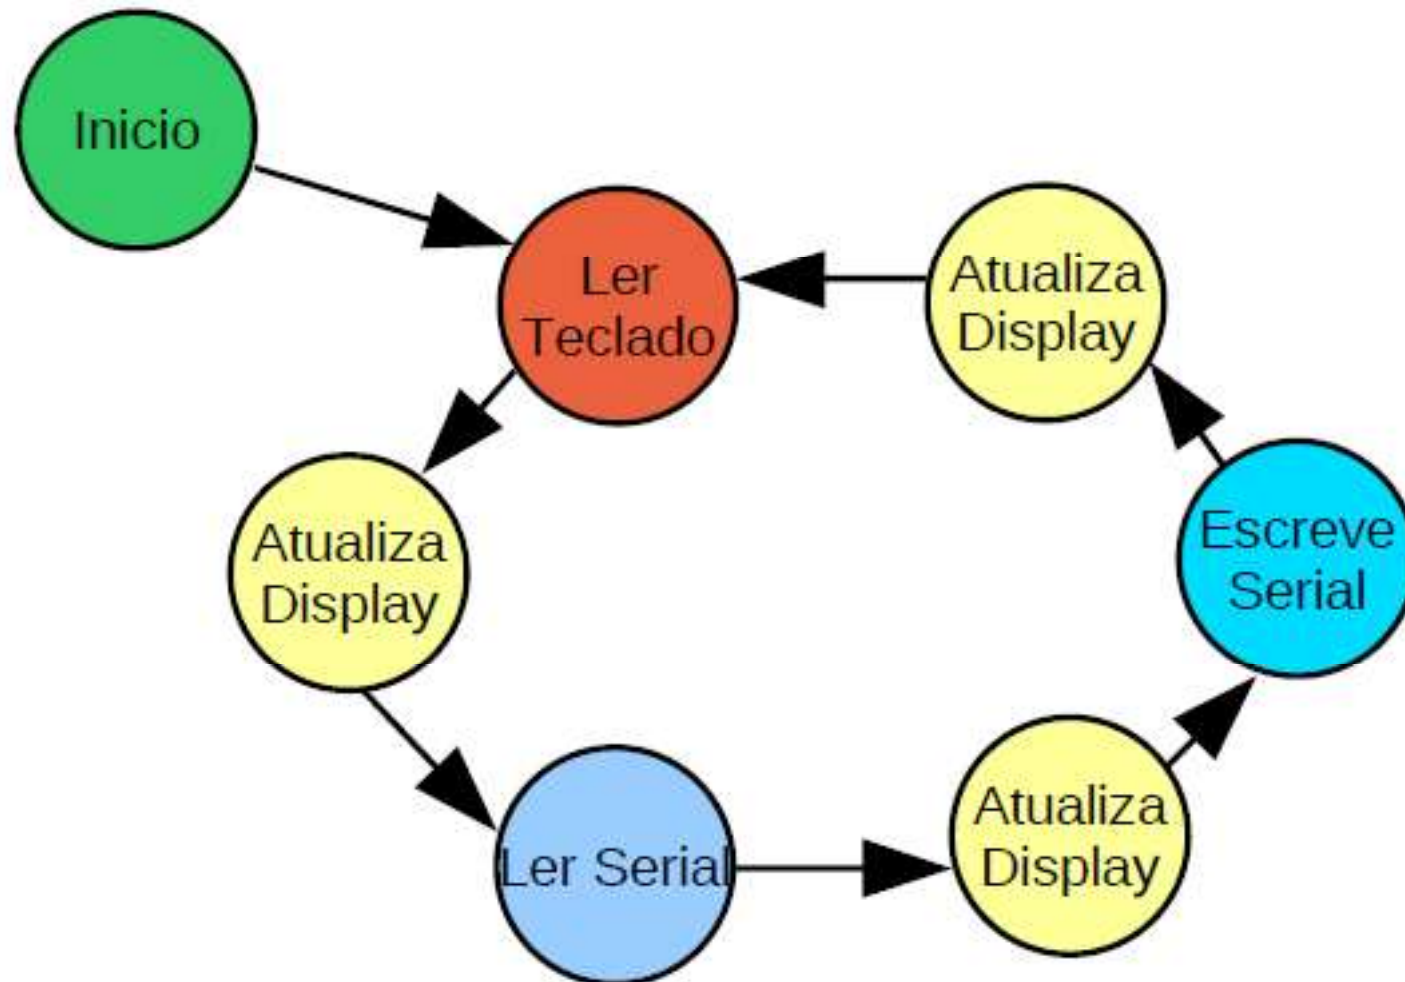 Inicio
Ler
Teclado
Atualiza
Display
Atualiza
Display
Escreve
Serial
Atualiza
Display
Ler Serial